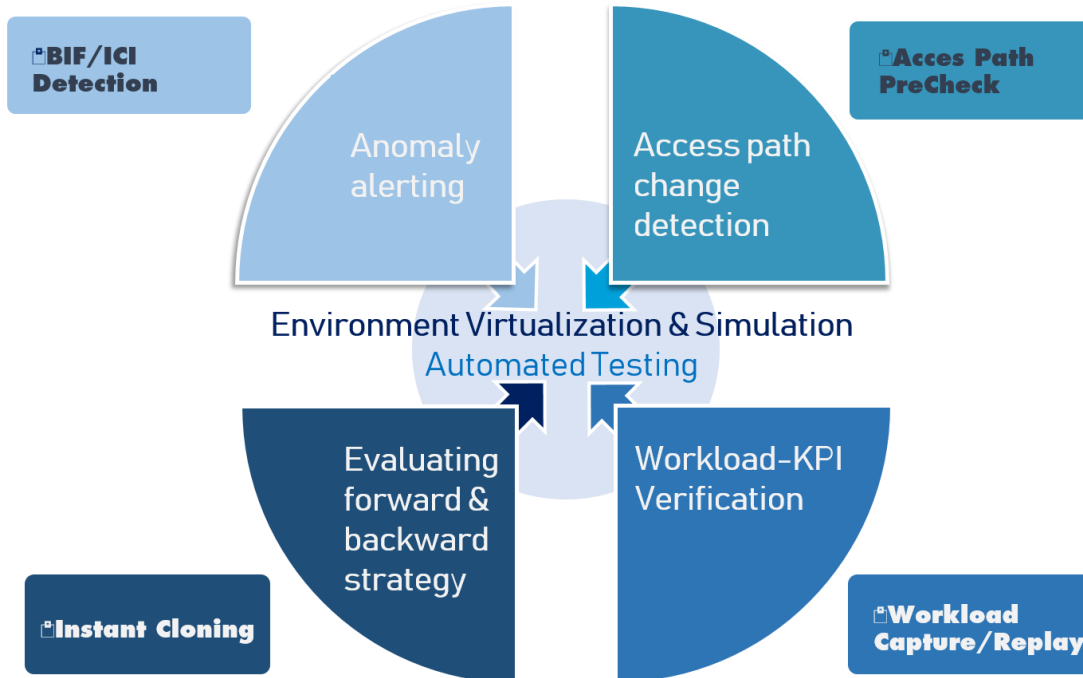 BIF/ICI
Detection
Acces Path
PreCheck
Anomaly
alerting
Access path
change
detection
Environment Virtualization & Simulation
Automated Testing
Evaluating
forward &
backward
strategy
Workload-KPI
Verification
Instant Cloning
Workload
Capture/Replay